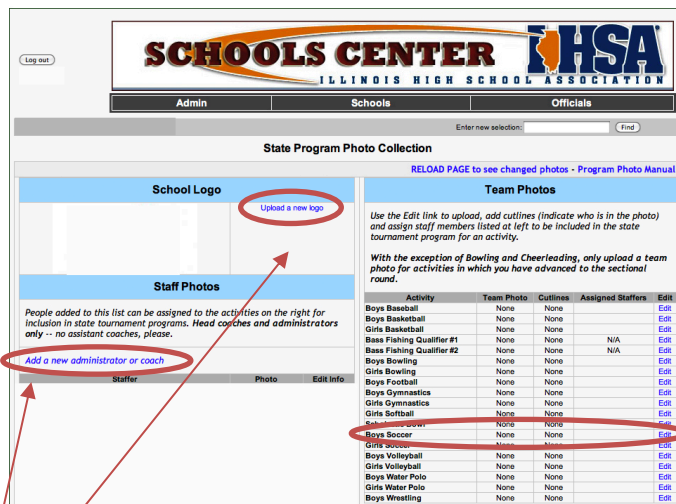 Log out
SCHOOLS CENTER IHSA
ILLINOIS HIGH SCHOOL ASSOCIATION
Admin Schools Officials
Enter new selection: Find
State Program Photo Collection
RELOAD PAGE to see changed photos - Program Photo Manual
School Logo
Upload a new logo
Staff Photos
People added to this list can be assigned to the activities on the right for
inclusion in state tournament programs. Head coaches and administrators
only -- no assistant coaches, please.
Add a new administrator or coach
Staffer Photo Edit Info
Team Photos
Use the Edit link to upload, add cutlines (indicate who is in the photo)
and assign staff members listed at left to be included in the state
tournament program for an activity.
With the exception of Bowling and Cheerleading, only upload a team
photo for activities in which you have advanced to the sectional
round.
Activity Team Photo Cutlines Assigned Staffers Edit
Boys Baseball None None Edit
Boys Basketball None None Edit
Girls Basketball None None Edit
Bass Fishing Qualifier #1 None None N/A Edit
Bass Fishing Qualifier #2 None None N/A Edit
Boys Bowling None None Edit
Girls Bowling None None Edit
Boys Football None None Edit
Boys Gymnastics None None Edit
Girls Gymnastics None None Edit
Girls Softball None None Edit
Scholastic Bowl None None Edit
Boys Soccer None None Edit
Girls Soccer None None Edit
Boys Volleyball None None Edit
Girls Volleyball None None Edit
Boys Water Polo None None Edit
Girls Water Polo None None Edit
Boys Wrestling None None Edit